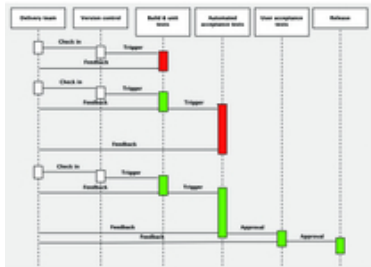 Delivery team
Version control
Build & unit
tests
Automated
acceptance tests
User acceptance
tests
Release
Check in
Trigger
Feedback
Check in
Trigger
Feedback
Trigger
Feedback
Check in
Trigger
Feedback
Trigger
Feedback
Approval
Feedback
Approval